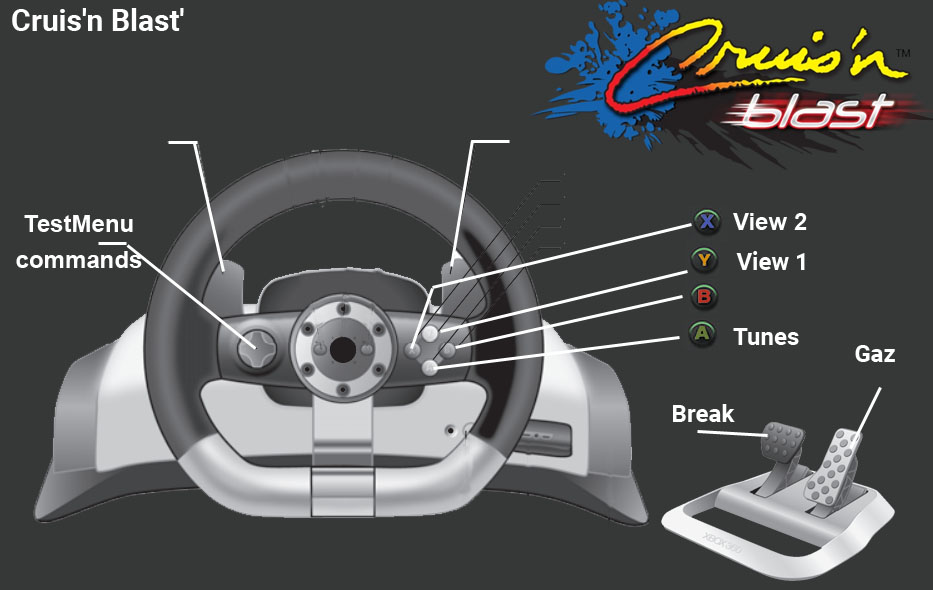 Cruis'n Blast'
Cruis'n TM
blast
TestMenu
commands
X View 2
Y View 1
B
A Tunes
Gaz
Break
XBOX 360